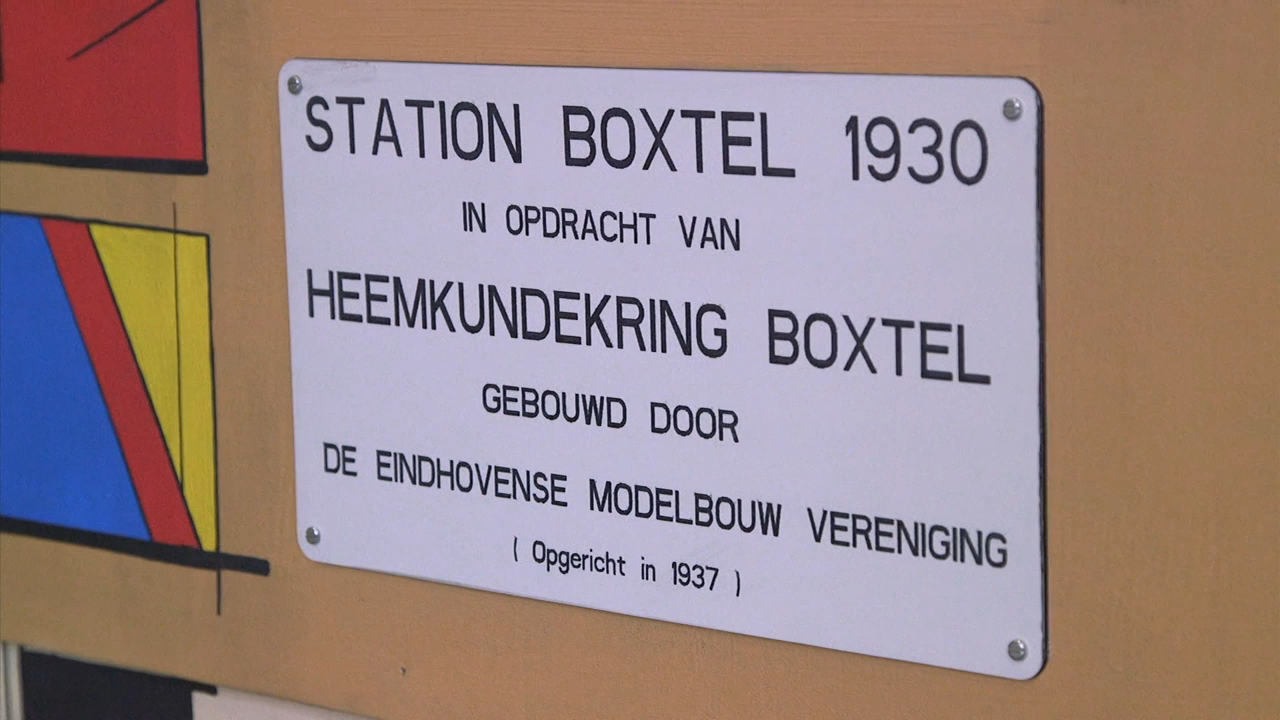 STATION BOXTEL 1930
IN OPDRACHT VAN
HEEMKUNDEKRING BOXTEL
GEBOUWD DOOR
DE EINDHOVENSE MODELBOUW VERENIGING
( Opgericht in 1937 )